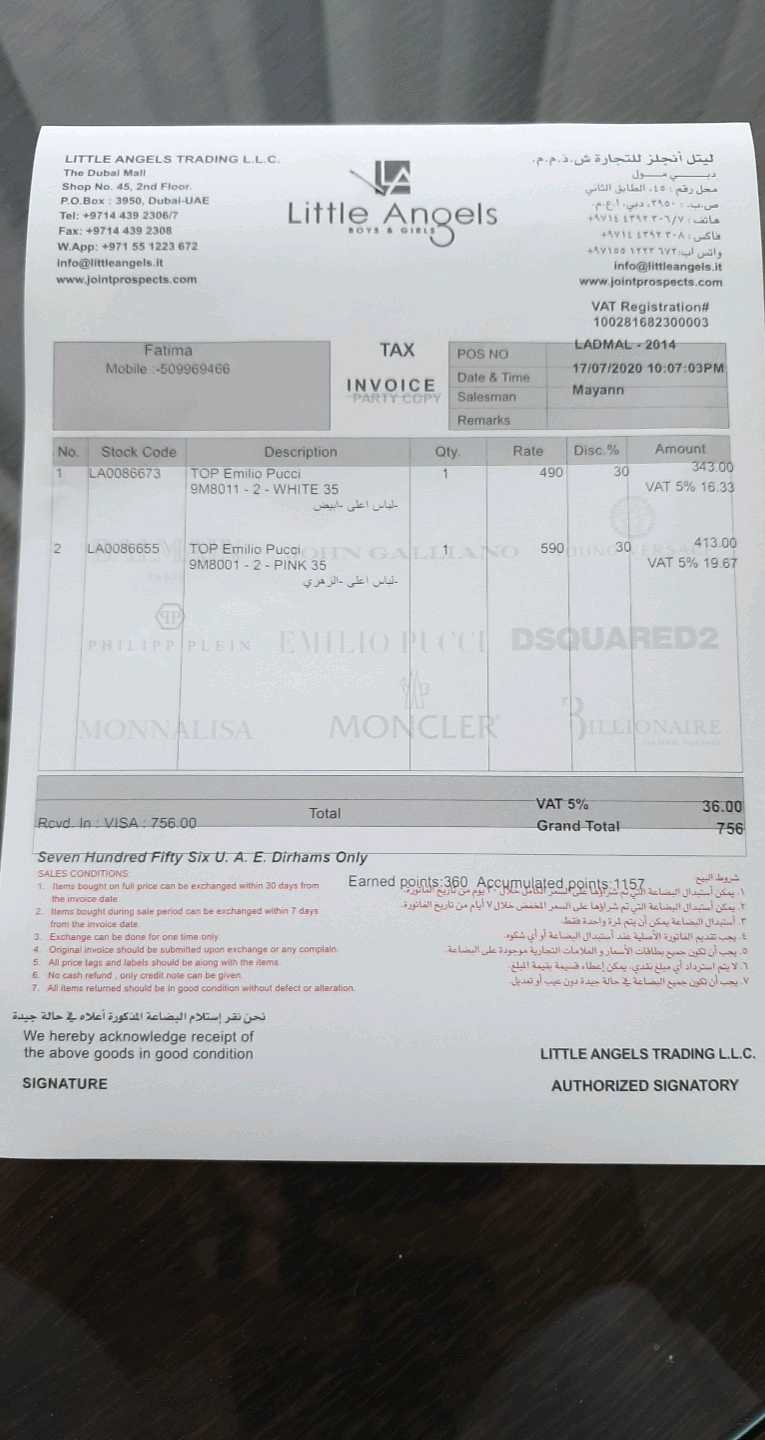 LITTLE ANGELS TRADING L.L.C.
The Dubai Mall
Shop No. 45, 2nd Floor.
P.O.Box : 3950, Dubai-UAE
Tel: +9714 439 2306/7
Fax: +9714 439 2308
W.App: +971 55 1223 672
info@littleangels.it
www.jointprospects.com
LA
Little Angels
BOYS & GIRLS
ليتل أنجلز للتجارة ش.ذ.م.م.
دبـــي مـــول
محل رقم : ٤٥، الطابق الثاني
ص.ب. : ٣٩٥٠، دبي، أ.ع.م.
هاتف : ٧/٢٣٠٦ ٤٣٩ ٩٧١٤+
فاكس : ٢٣٠٨ ٤٣٩ ٩٧١٤+
واتس آب: ٦٧٢ ١٢٢٣ ٩٧١٥٥+
info@littleangels.it
www.jointprospects.com
VAT Registration#
100281682300003
Fatima
Mobile :-509969466
TAX
INVOICE
PARTY COPY
POS NO LADMAL - 2014
Date & Time 17/07/2020 10:07:03PM
Salesman Mayann
Remarks
No. Stock Code Description Qty. Rate Disc.% Amount
1 LA0086673 TOP Emilio Pucci 1 490 30 343.00
9M8011 - 2 - WHITE 35 VAT 5% 16.33
-لباس اعلى -ابيض
2 LA0086655 TOP Emilio Pucci 1 590 30 413.00
9M8001 - 2 - PINK 35 VAT 5% 19.67
-لباس اعلى -الزهري
JOHN GALLIANO
PHILIPP PLEIN EMILIO PUCCI DSQUARED2
MONNALISA MONCLER BILLIONAIRE
Total VAT 5% 36.00
Rcvd. In : VISA : 756.00 Grand Total 756
Seven Hundred Fifty Six U. A. E. Dirhams Only
Earned points:360 Accumulated points:1157
SALES CONDITIONS:
1. Items bought on full price can be exchanged within 30 days from
the invoice date
2. Items bought during sale period can be exchanged within 7 days
from the invoice date
3. Exchange can be done for one time only.
4. Original invoice should be submitted upon exchange or any complain.
5. All price tags and labels should be along with the items.
6. No cash refund , only credit note can be given.
7. All items returned should be in good condition without defect or alteration.
شروط البيع
١. يمكن أستبدال البضاعة التي تم شراؤها على السعر الكامل خلال ٣٠ يوم من تاريخ الفاتورة.
٢. يمكن أستبدال البضاعة التي تم شراؤها على السعر المخفض خلال ٧ أيام من تاريخ الفاتورة.
٣. أستبدال البضاعة يمكن أن يتم لمرة واحدة فقط.
٤. يجب تقديم الفاتورة الأصلية عند أستبدال البضاعة أو أي شكوه.
٥. يجب أن تكون جميع بطاقات الأسعار و العلامات التجارية موجودة على البضاعة.
٦. لا يتم استرداد أي مبلغ نقدي، يمكن إعطاء قسيمة بقيمة المبلغ.
٧. يجب أن تكون جميع البضاعة في حالة جيدة دون عيب أو تعديل.
نحن نقر إستلام البضاعة المذكورة أعلاه في حالة جيدة
We hereby acknowledge receipt of
the above goods in good condition
SIGNATURE
LITTLE ANGELS TRADING L.L.C.
AUTHORIZED SIGNATORY